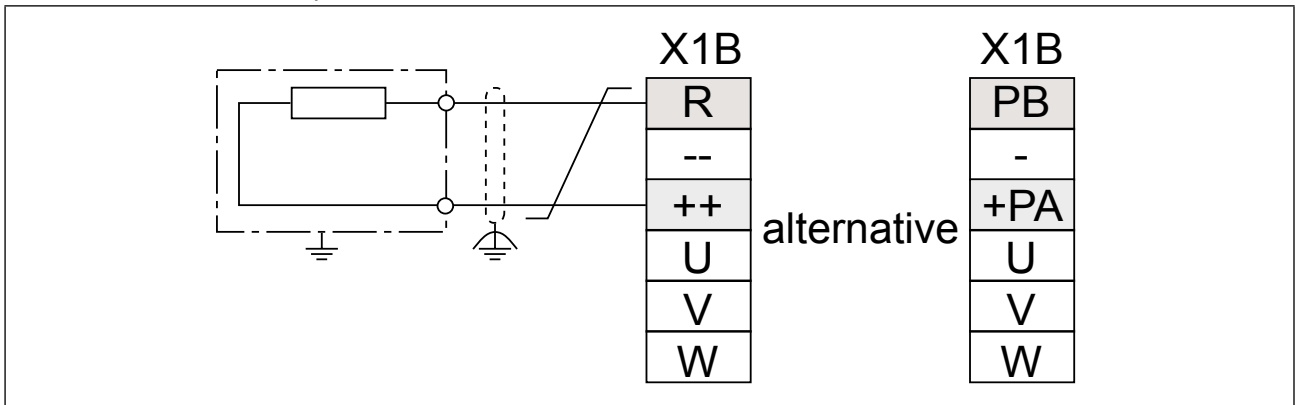 X1B
R
--
++
U
V
W
alternative
X1B
PB
-
+PA
U
V
W